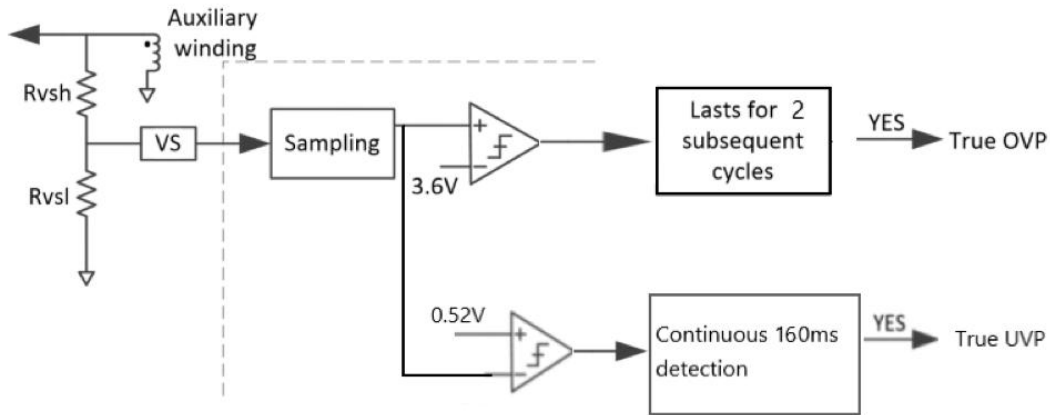 Auxiliary
winding
Rvsh
VS
Rvsl
Sampling
+
−
3.6V
Lasts for 2
subsequent
cycles
YES
True OVP
0.52V
+
−
Continuous 160ms
detection
YES
True UVP